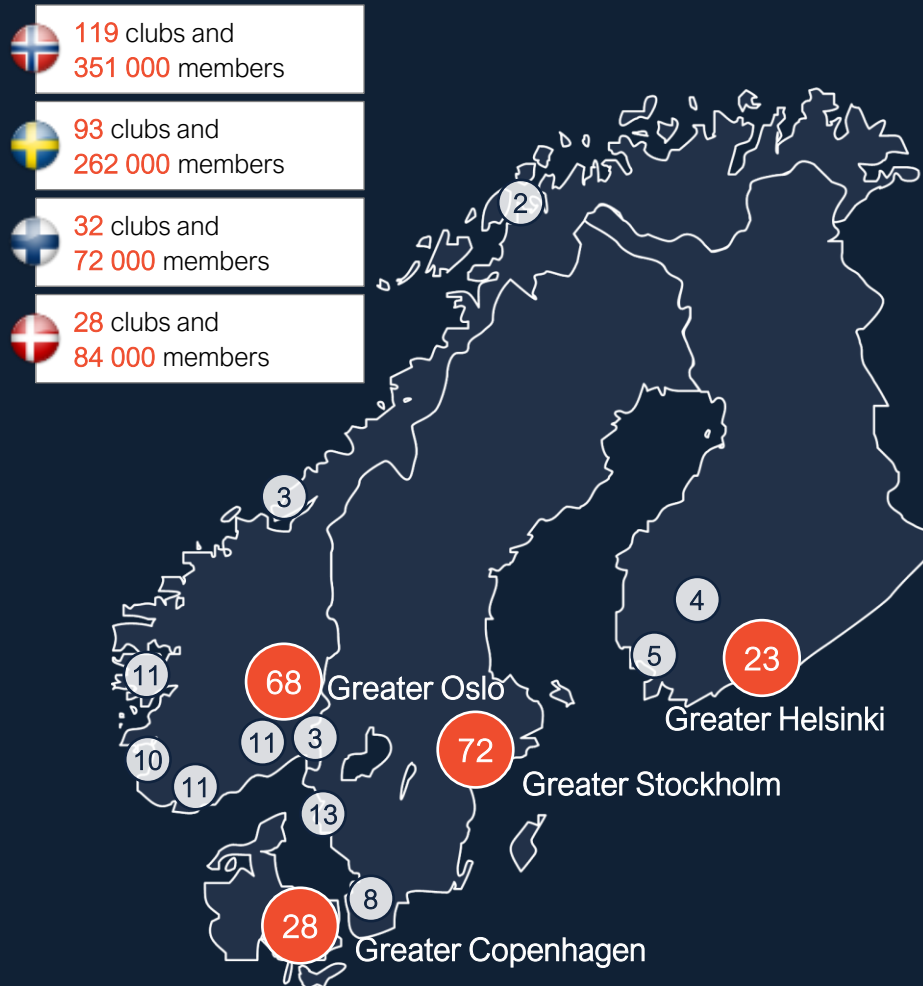 119 clubs and
351 000 members
93 clubs and
262 000 members
32 clubs and
72 000 members
28 clubs and
84 000 members
2
3
4
5
23
11
68
Greater Oslo
Greater Helsinki
11
3
72
10
11
Greater Stockholm
13
8
28
Greater Copenhagen